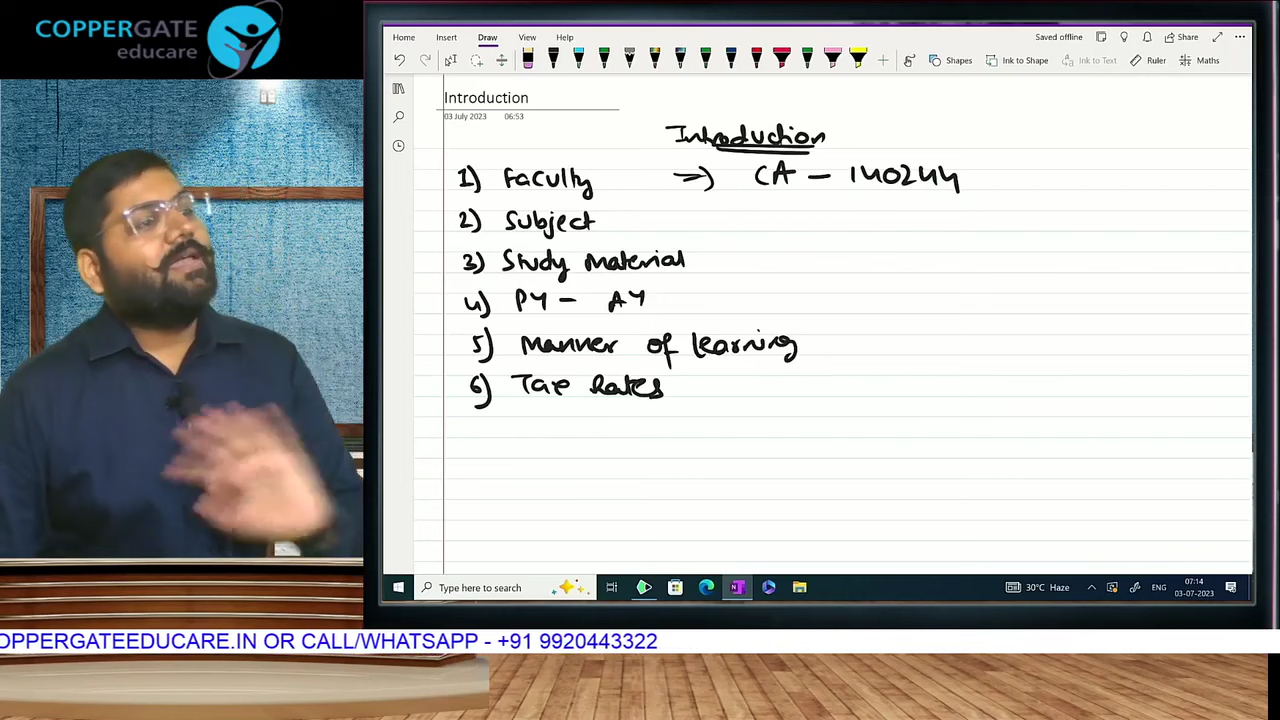 COPPERGATE
educare
Home Insert Draw View Help
Saved offline
Share
Shapes
Ink to Shape
Ink to Text
Ruler
Maths
Introduction
03 July 2023 06:53
Introduction
1) Faculty => CA - 140244
2) Subject
3) Study Material
4) PY - AY
5) Manner of learning
6) Tax Rates
Type here to search
30°C Haze
ENG
07:14
03-07-2023
OPPERGATEEDUCARE.IN OR CALL/WHATSAPP - +91 9920443322